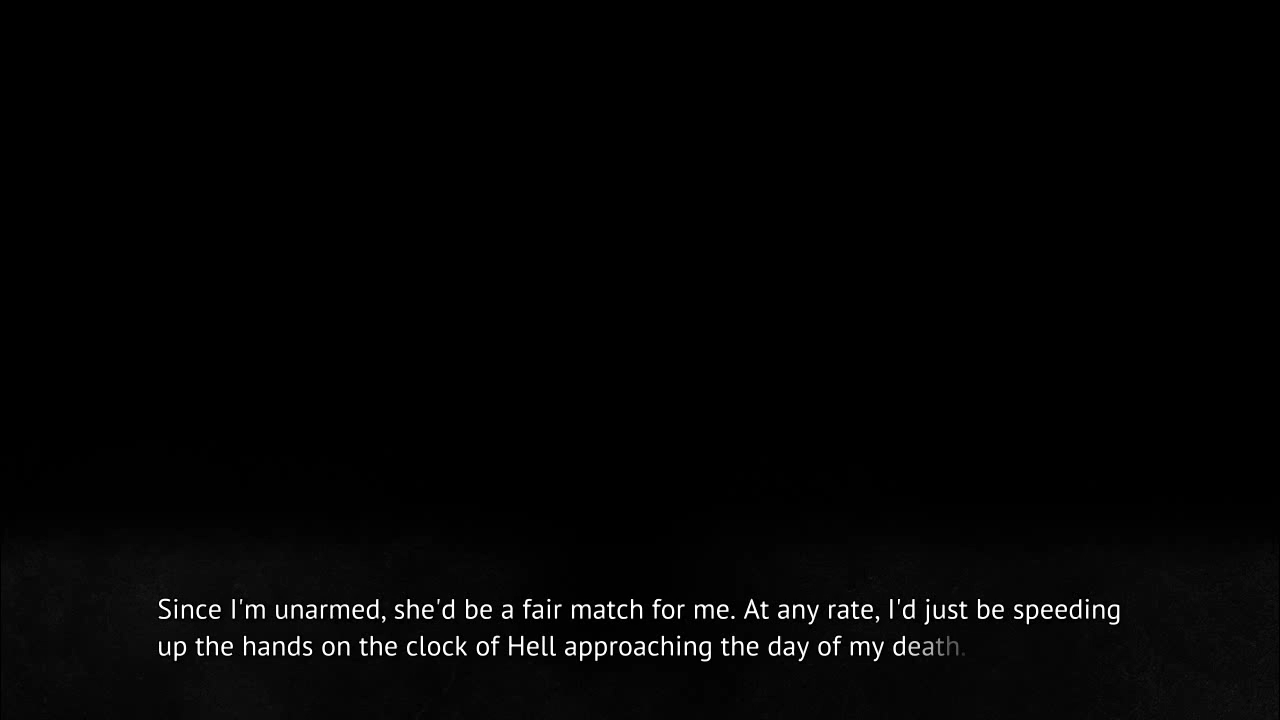 Since I'm unarmed, she'd be a fair match for me. At any rate, I'd just be speeding
up the hands on the clock of Hell approaching the day of my death.